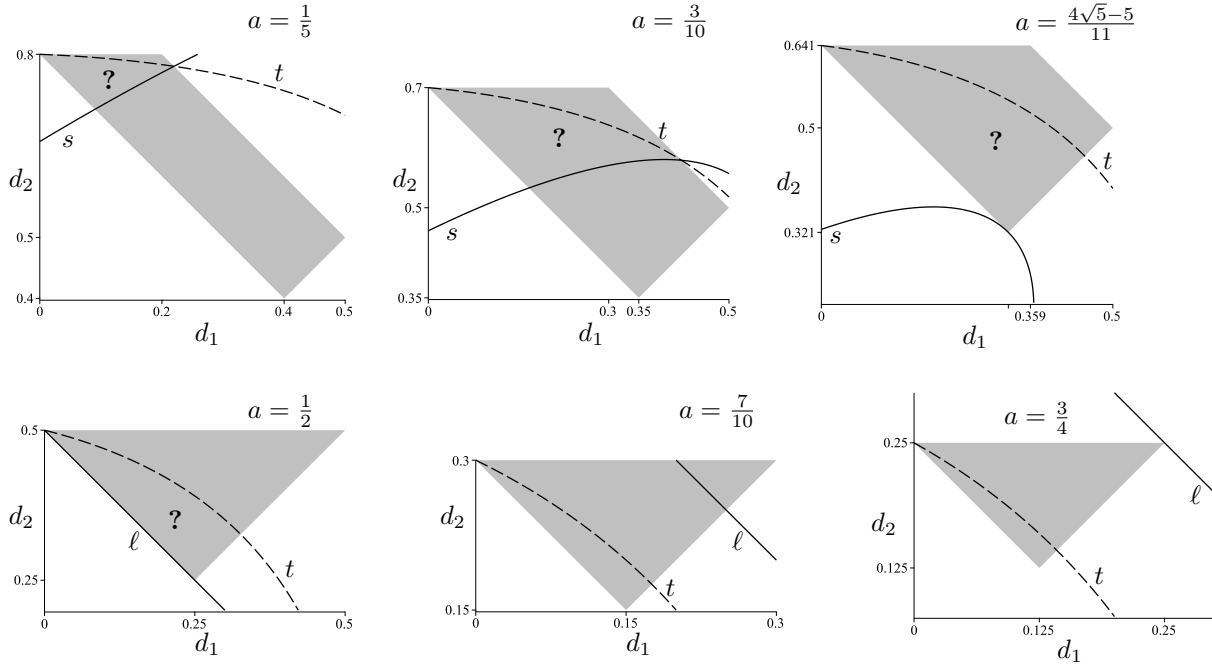 a = 1/5
0.8
?
t
s
d2
0.5
0.4
0
0.2
0.4
0.5
d1
a = 3/10
0.7
?
t
d2
0.5
s
0.35
0
0.3
0.35
0.5
d1
a = (4√5−5)/11
0.641
0.5
?
t
d2
0.321
s
0
0.359
0.5
d1
a = 1/2
0.5
d2
?
ℓ
t
0.25
0
0.25
0.5
d1
a = 7/10
0.3
d2
ℓ
t
0.15
0
0.15
0.3
d1
a = 3/4
0.25
ℓ
d2
0.125
t
0
0.125
0.25
d1